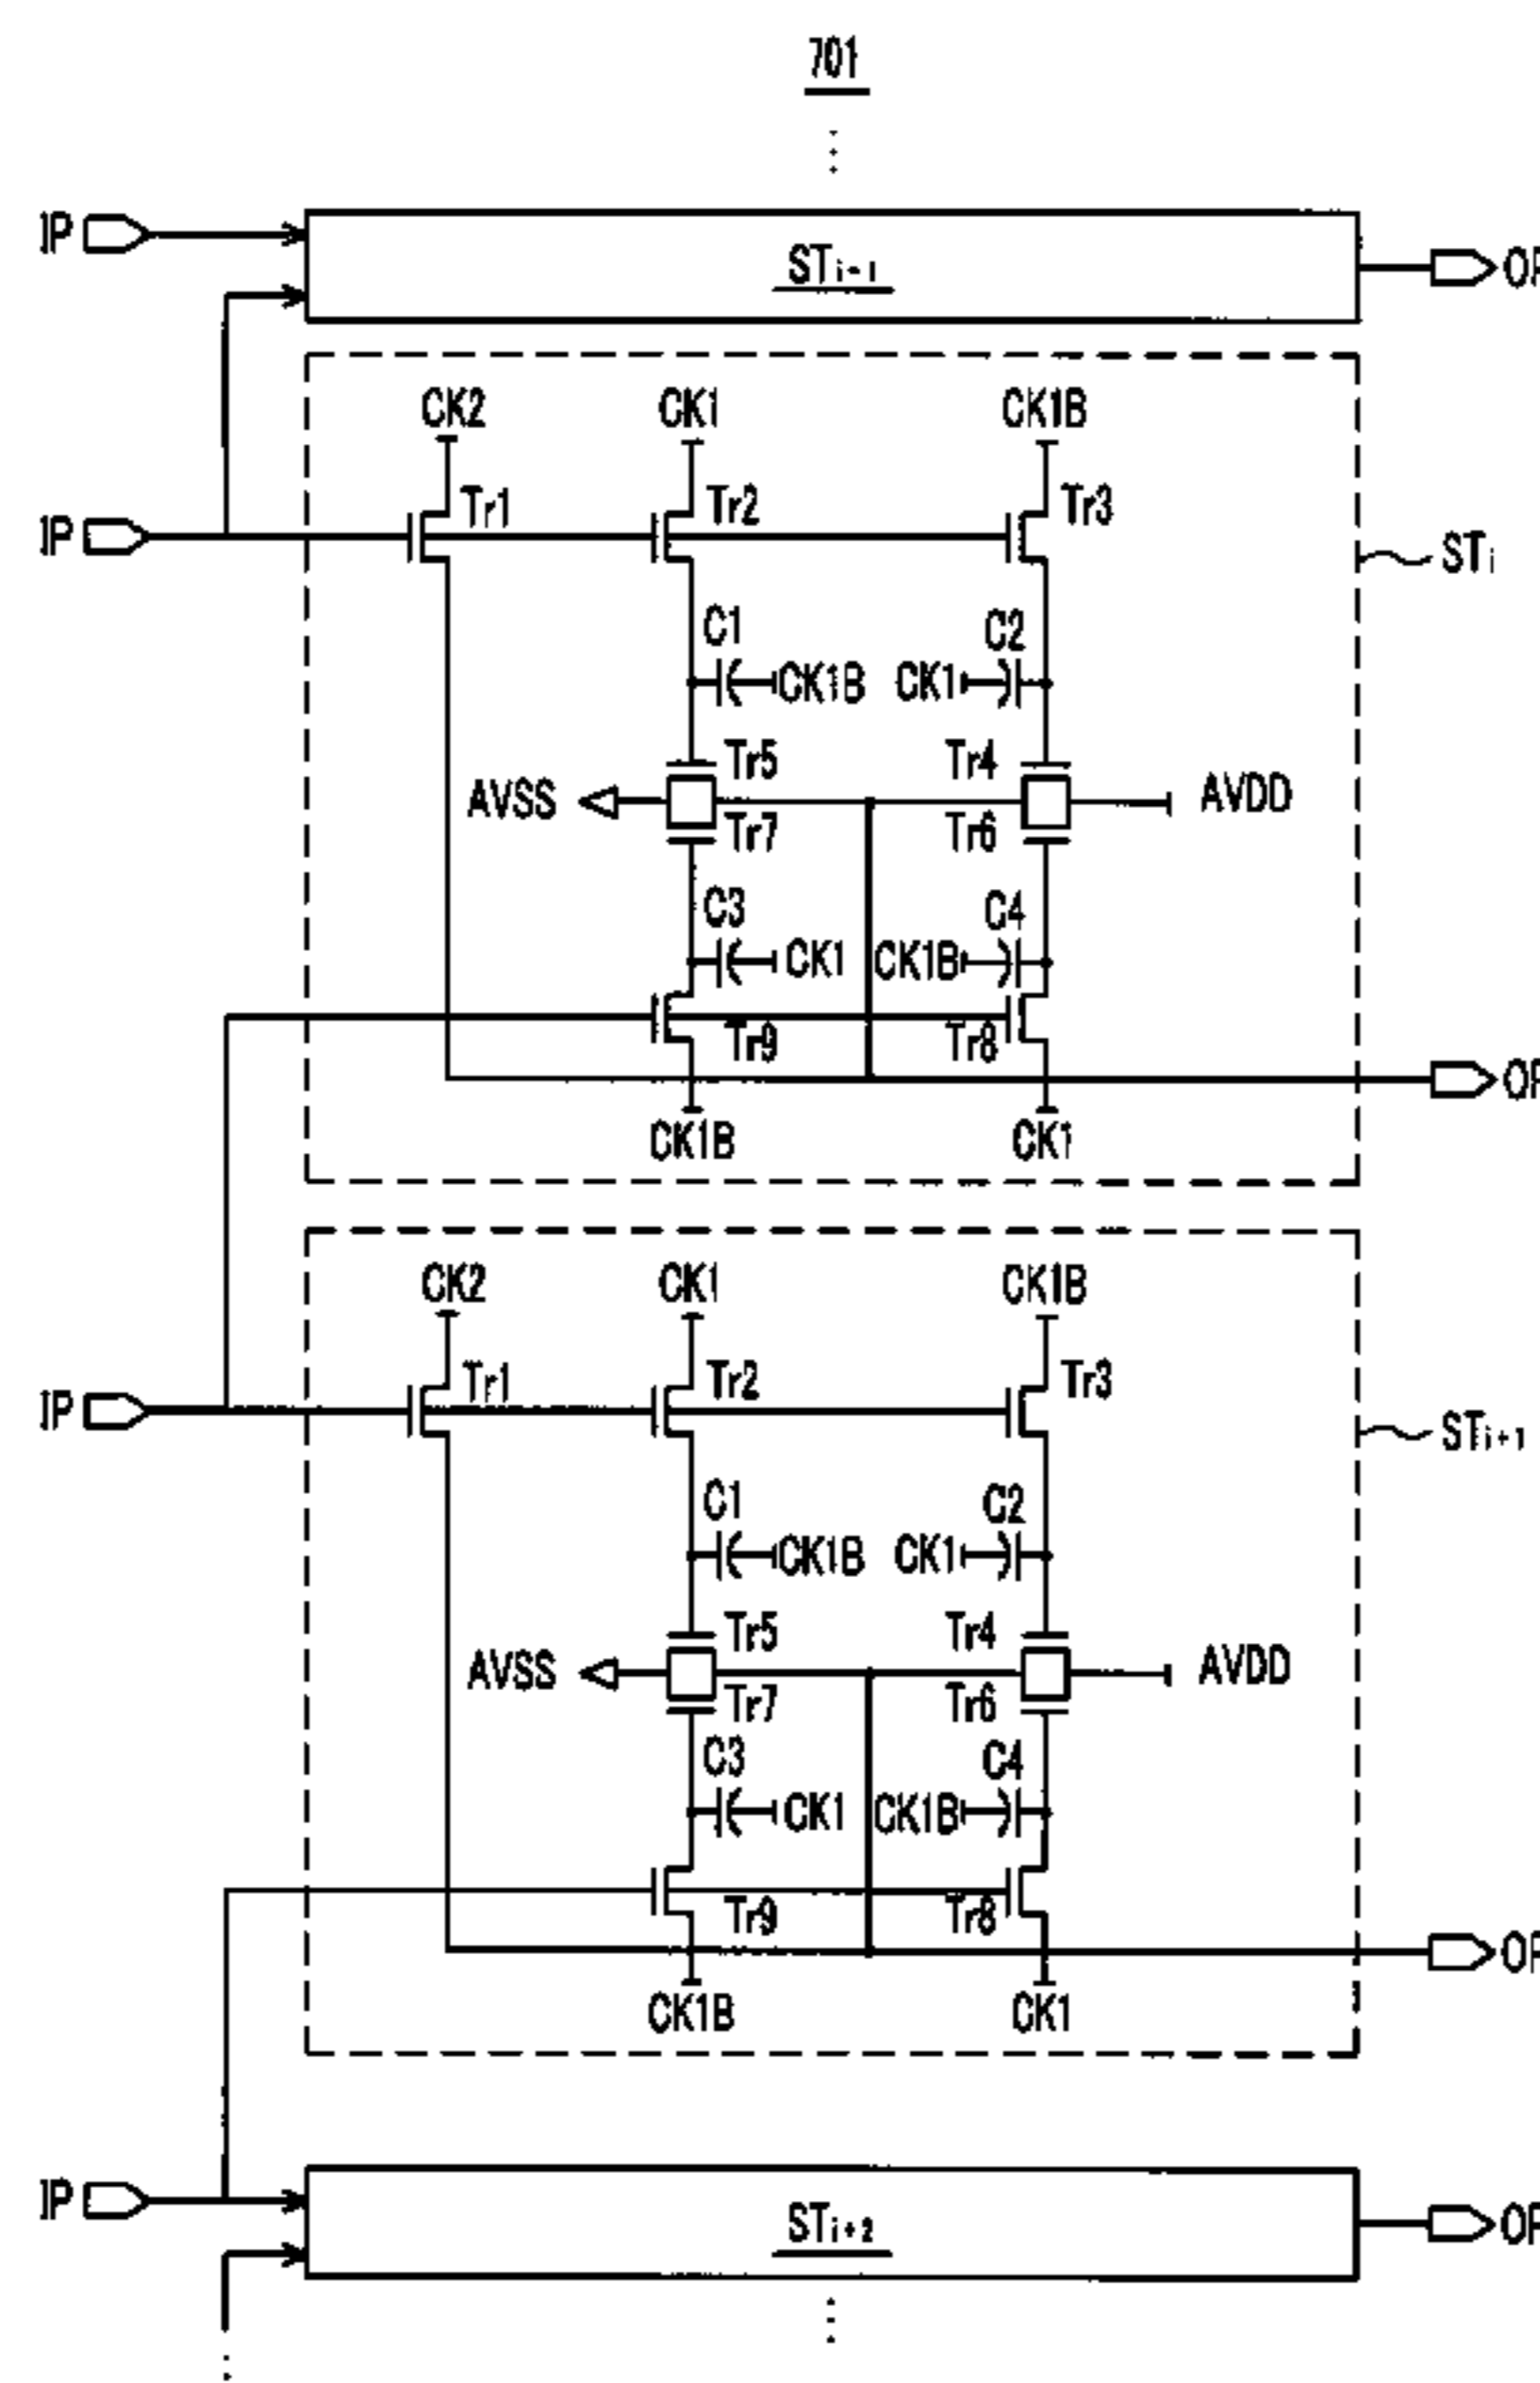 701
IP
STi-1
OP
CK2 CK1 CK1B
IP Tr1 Tr2 Tr3
STi
C1 C2
CK1B CK1
Tr5 Tr4
AVSS AVDD
Tr7 Tr6
C3 C4
CK1 CK1B
Tr9 Tr8
OP
CK1B CK1
CK2 CK1 CK1B
IP Tr1 Tr2 Tr3
STi+1
C1 C2
CK1B CK1
Tr5 Tr4
AVSS AVDD
Tr7 Tr6
C3 C4
CK1 CK1B
Tr9 Tr8
OP
CK1B CK1
IP
STi+2
OP